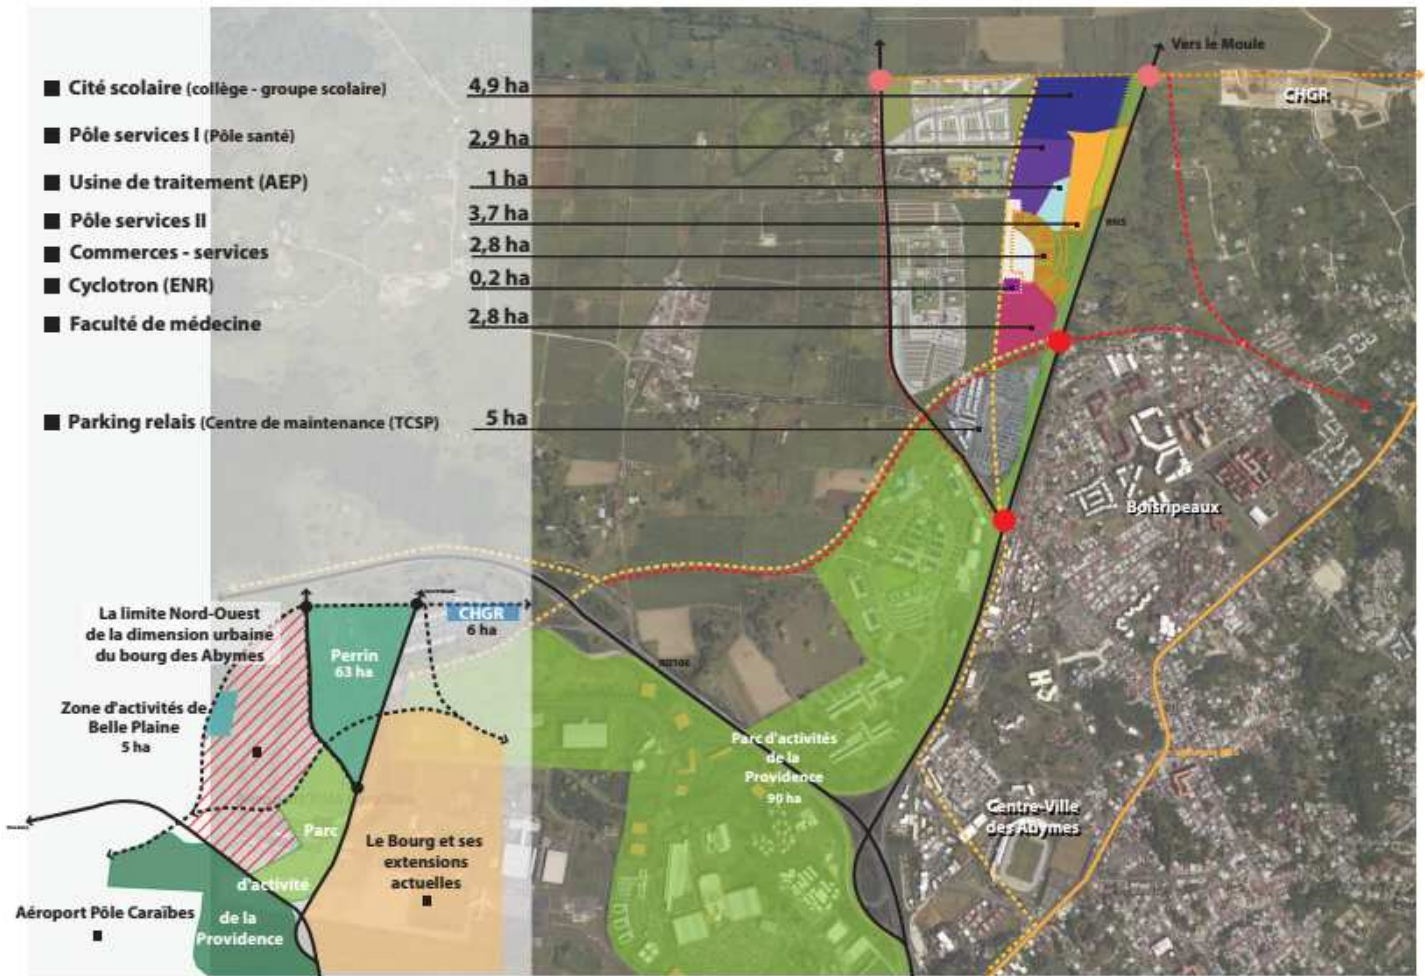 Vers le Moule
Cité scolaire (collège - groupe scolaire) 4,9 ha
CHGR
Pôle services I (Pôle santé) 2,9 ha
Usine de traitement (AEP) 1 ha
Pôle services II 3,7 ha
RN5
Commerces - services 2,8 ha
Cyclotron (ENR) 0,2 ha
Faculté de médecine 2,8 ha
Parking relais (Centre de maintenance (TCSP) 5 ha
Boisripeaux
La limite Nord-Ouest
de la dimension urbaine
du bourg des Abymes
CHGR
6 ha
Perrin
63 ha
Zone d'activités de
Belle Plaine
5 ha
Parc d'activités
de la
Providence
90 ha
Centre-Ville
des Abymes
Parc
d'activité
de la
Providence
Le Bourg et ses
extensions
actuelles
Aéroport Pôle Caraïbes